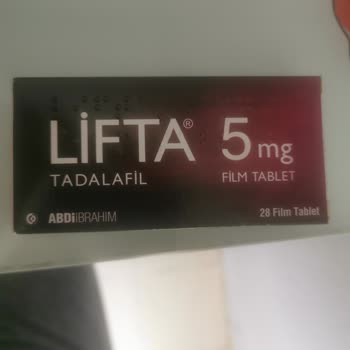 LİFTA® 5 mg
TADALAFİL FİLM TABLET
ABDİİBRAHİM 28 Film Tablet